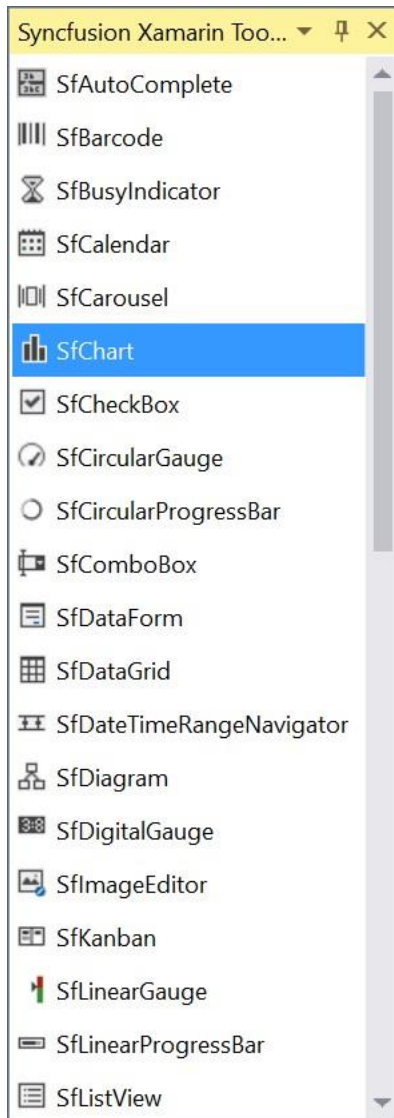 Syncfusion Xamarin Too...
SfAutoComplete
SfBarcode
SfBusyIndicator
SfCalendar
SfCarousel
SfChart
SfCheckBox
SfCircularGauge
SfCircularProgressBar
SfComboBox
SfDataForm
SfDataGrid
SfDateTimeRangeNavigator
SfDiagram
SfDigitalGauge
SfImageEditor
SfKanban
SfLinearGauge
SfLinearProgressBar
SfListView